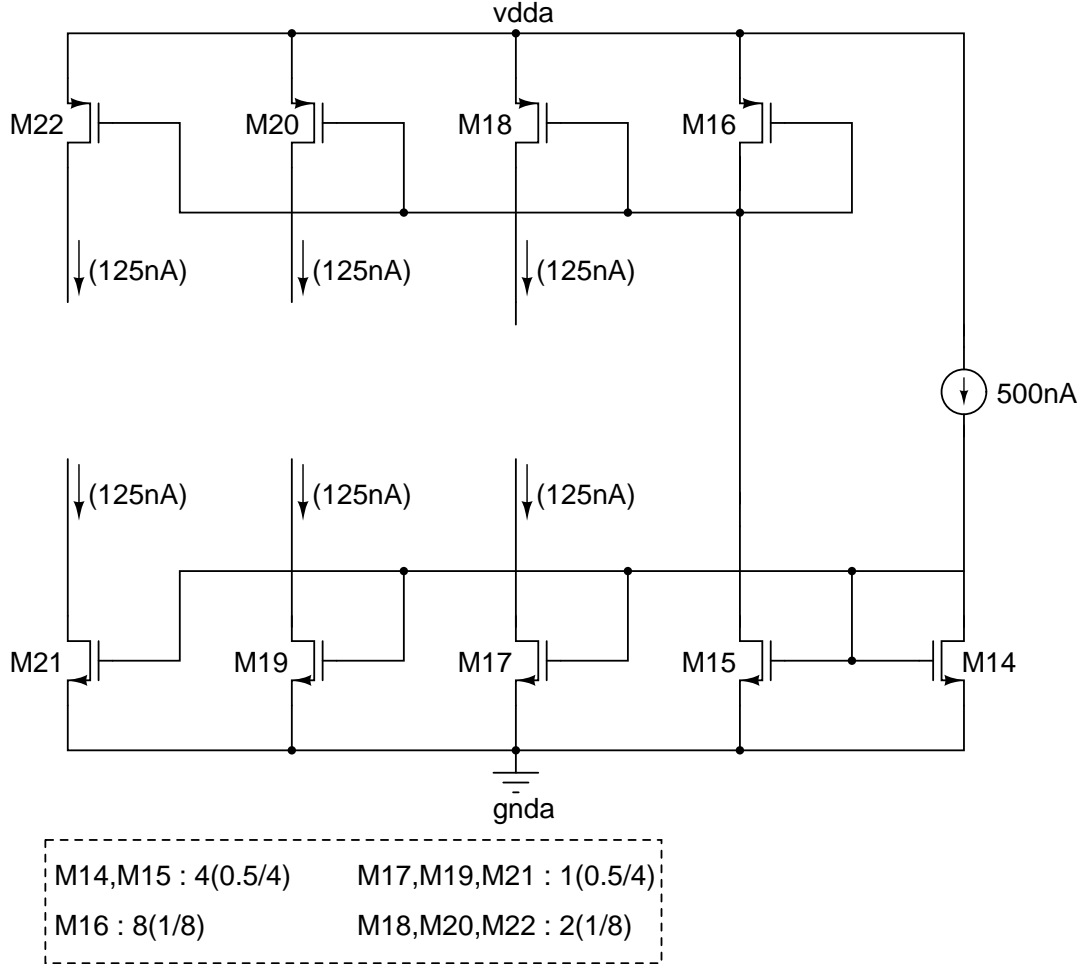 vdda
M22
M20
M18
M16
(125nA)
(125nA)
(125nA)
500nA
(125nA)
(125nA)
(125nA)
M21
M19
M17
M15
M14
gnda
M14,M15 : 4(0.5/4)
M17,M19,M21 : 1(0.5/4)
M16 : 8(1/8)
M18,M20,M22 : 2(1/8)